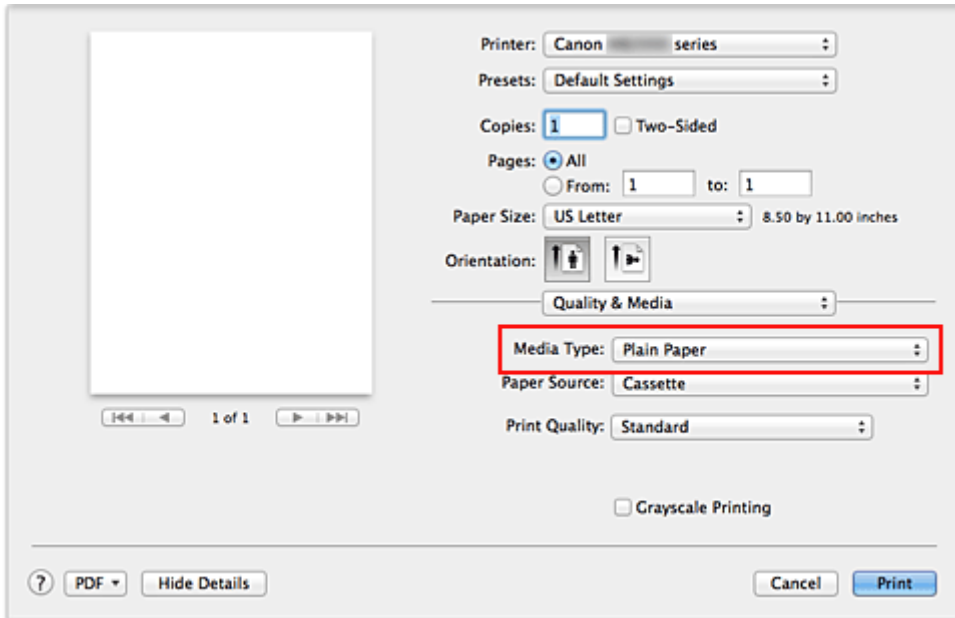 Printer: Canon series
Presets: Default Settings
Copies: 1 Two-Sided
Pages: All
From: 1 to: 1
Paper Size: US Letter 8.50 by 11.00 inches
Orientation:
Quality & Media
Media Type: Plain Paper
Paper Source: Cassette
1 of 1
Print Quality: Standard
Grayscale Printing
? PDF Hide Details Cancel Print